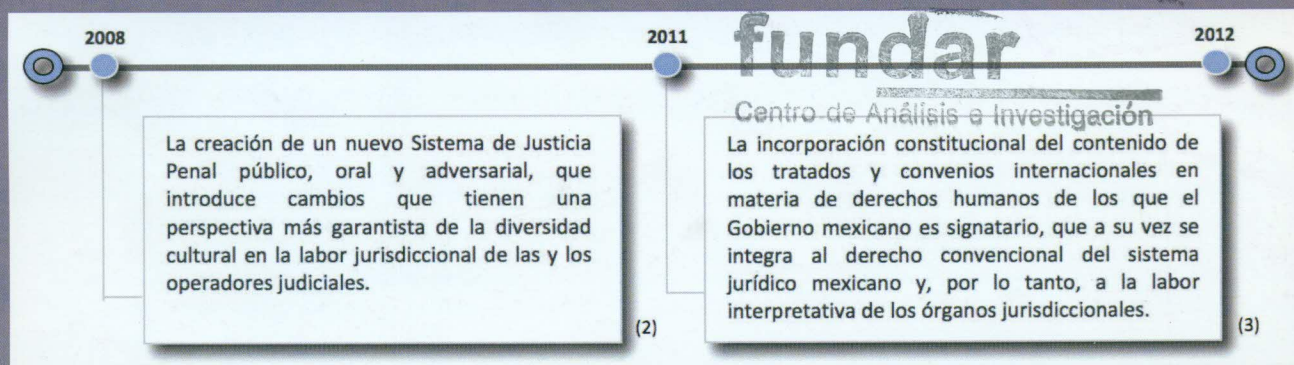 2008
2011
2012
fundar
Centro de Análisis e Investigación
La creación de un nuevo Sistema de Justicia
Penal público, oral y adversarial, que
introduce cambios que tienen una
perspectiva más garantista de la diversidad
cultural en la labor jurisdiccional de las y los
operadores judiciales.
(2)
La incorporación constitucional del contenido de
los tratados y convenios internacionales en
materia de derechos humanos de los que el
Gobierno mexicano es signatario, que a su vez se
integra al derecho convencional del sistema
jurídico mexicano y, por lo tanto, a la labor
interpretativa de los órganos jurisdiccionales.
(3)